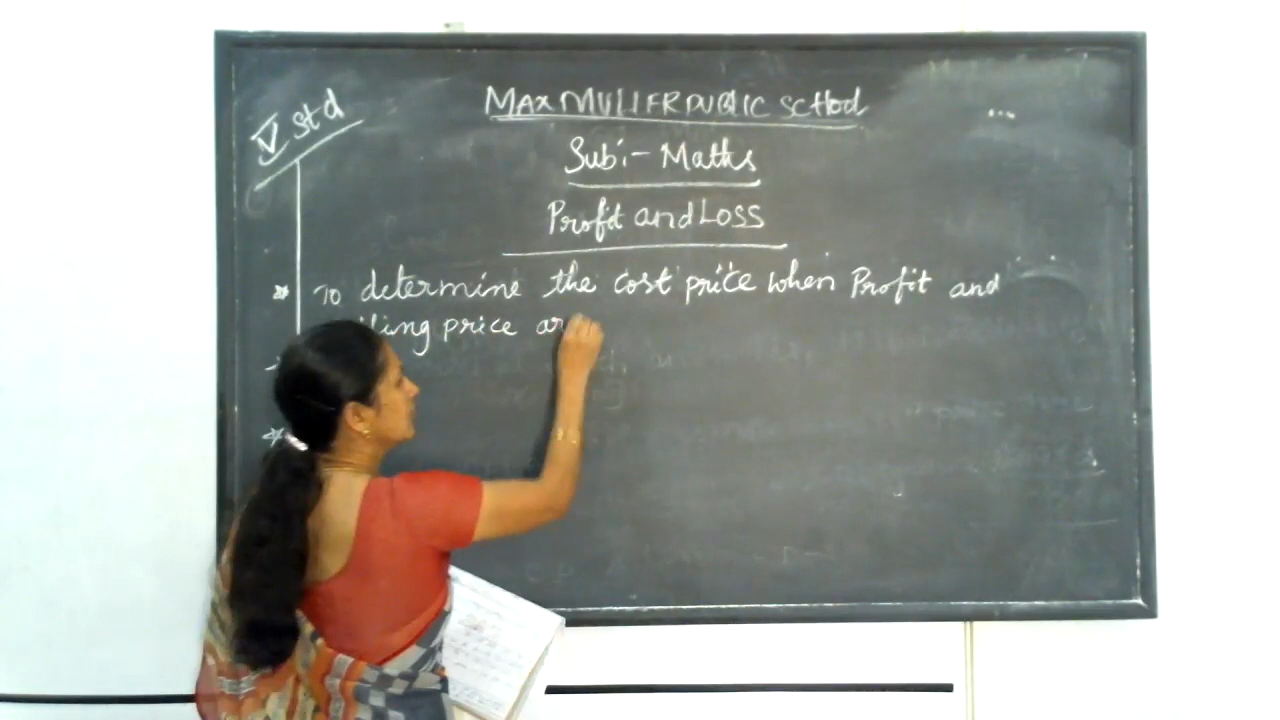 V Std
MAX MULLER PUBLIC SCHOOL
Sub:- Maths
Profit and Loss
* To determine the cost price when Profit and
lling price ar
*
*